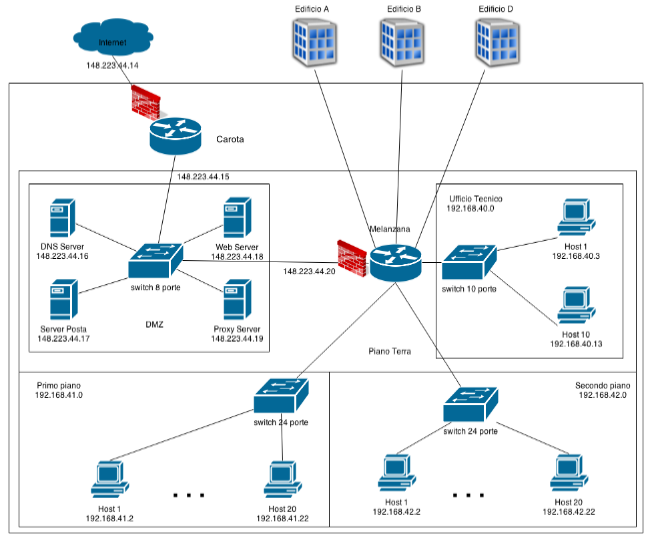 Edificio A
Edificio B
Edificio D
Internet
148.223.44.14
Carota
148.223.44.15
Ufficio Tecnico
192.168.40.0
DNS Server
148.223.44.16
Web Server
148.223.44.18
switch 8 porte
Server Posta
148.223.44.17
DMZ
Proxy Server
148.223.44.19
148.223.44.20
Melanzana
switch 10 porte
Host 1
192.168.40.3
Host 10
192.168.40.13
Piano Terra
Primo piano
192.168.41.0
switch 24 porte
Host 1
192.168.41.2
. . .
Host 20
192.168.41.22
Secondo piano
192.168.42.0
switch 24 porte
Host 1
192.168.42.2
. . .
Host 20
192.168.42.22